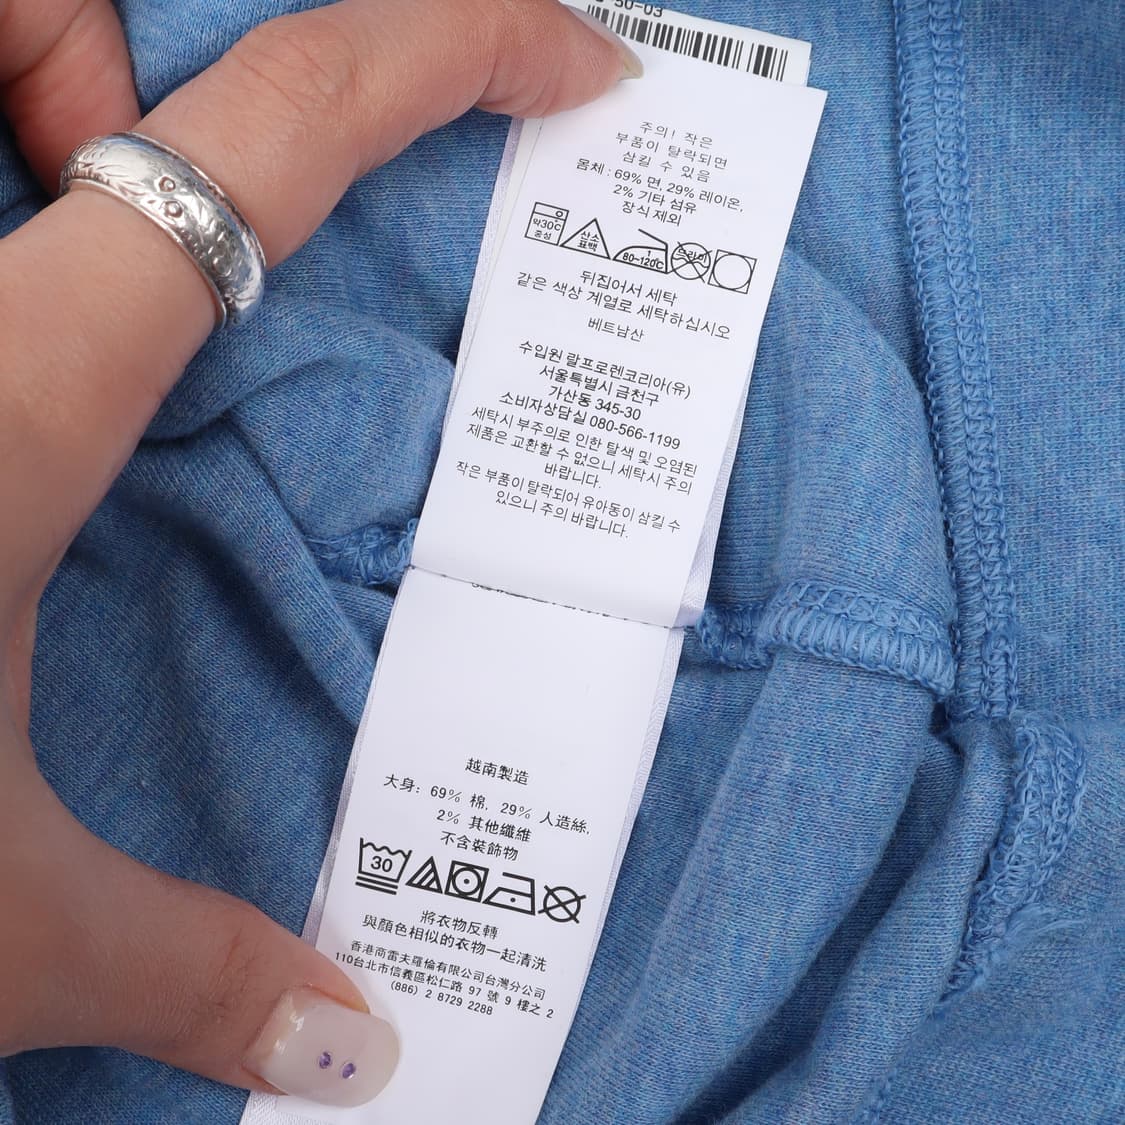 50-03
주의! 작은
부품이 탈락되면
삼킬 수 있음
몸체 : 69% 면, 29% 레이온,
2% 기타 섬유
장식 제외
약30℃
중성
산소
표백
80~120℃
드라이
뒤집어서 세탁
같은 색상 계열로 세탁하십시오
베트남산
수입원 랄프로렌코리아(유)
서울특별시 금천구
가산동 345-30
소비자상담실 080-566-1199
세탁시 부주의로 인한 탈색 및 오염된
제품은 교환할 수 없으니 세탁시 주의
바랍니다.
작은 부품이 탈락되어 유아동이 삼킬 수
있으니 주의 바랍니다.
越南製造
大身: 69% 棉, 29% 人造絲,
2% 其他纖維
不含裝飾物
30
將衣物反轉
與顏色相似的衣物一起清洗
香港商雷夫羅倫有限公司台灣分公司
110台北市信義區松仁路 97 號 9 樓之 2
(886) 2 8729 2288